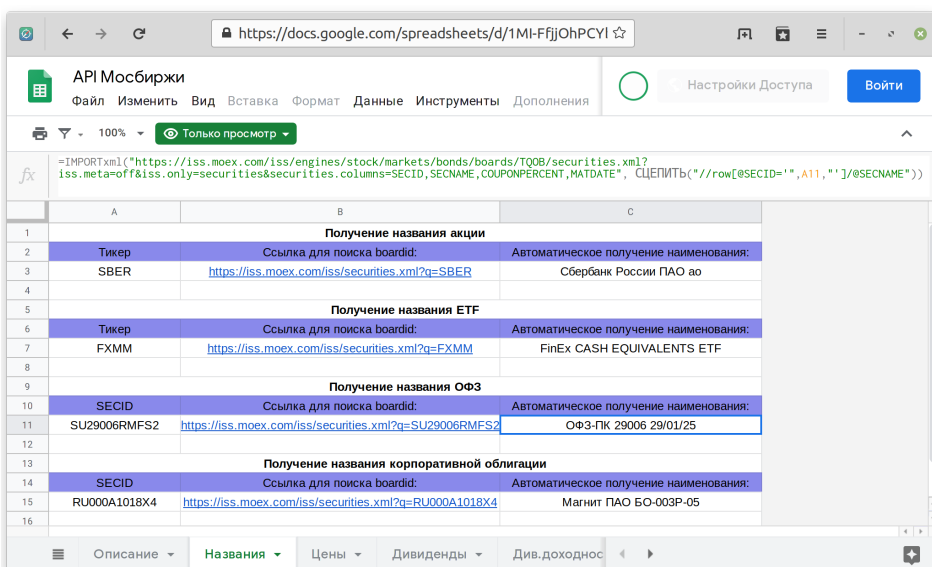 https://docs.google.com/spreadsheets/d/1MI-FfjjOhPCYl
API Мосбиржи
Файл Изменить Вид Вставка Формат Данные Инструменты Дополнения
Настройки Доступа
Войти
100% Только просмотр
fx
=IMPORTxml("https://iss.moex.com/iss/engines/stock/markets/bonds/boards/TQOB/securities.xml?
iss.meta=off&iss.only=securities&securities.columns=SECID,SECNAME,COUPONPERCENT,MATDATE", СЦЕПИТЬ("//row[@SECID='",A11,"']/@SECNAME"))
A B C
1 Получение названия акции
2 Тикер Ссылка для поиска boardid: Автоматическое получение наименования:
3 SBER https://iss.moex.com/iss/securities.xml?q=SBER Сбербанк России ПАО ао
4
5 Получение названия ETF
6 Тикер Ссылка для поиска boardid: Автоматическое получение наименования:
7 FXMM https://iss.moex.com/iss/securities.xml?q=FXMM FinEx CASH EQUIVALENTS ETF
8
9 Получение названия ОФЗ
10 SECID Ссылка для поиска boardid: Автоматическое получение наименования:
11 SU29006RMFS2 https://iss.moex.com/iss/securities.xml?q=SU29006RMFS2 ОФЗ-ПК 29006 29/01/25
12
13 Получение названия корпоративной облигации
14 SECID Ссылка для поиска boardid: Автоматическое получение наименования:
15 RU000A1018X4 https://iss.moex.com/iss/securities.xml?q=RU000A1018X4 Магнит ПАО БО-003Р-05
16
Описание Названия Цены Дивиденды Див.доходнос